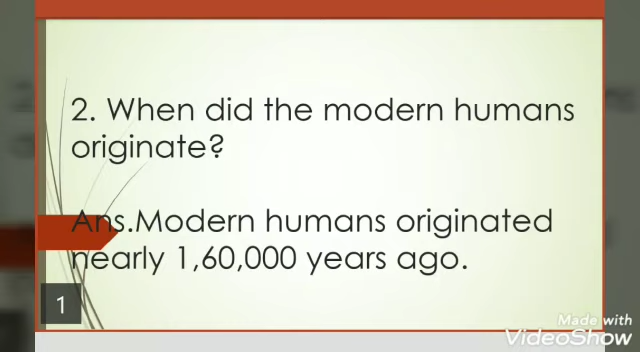 2. When did the modern humans
originate?
Ans.Modern humans originated
nearly 1,60,000 years ago.
1
Made with
VideoShow